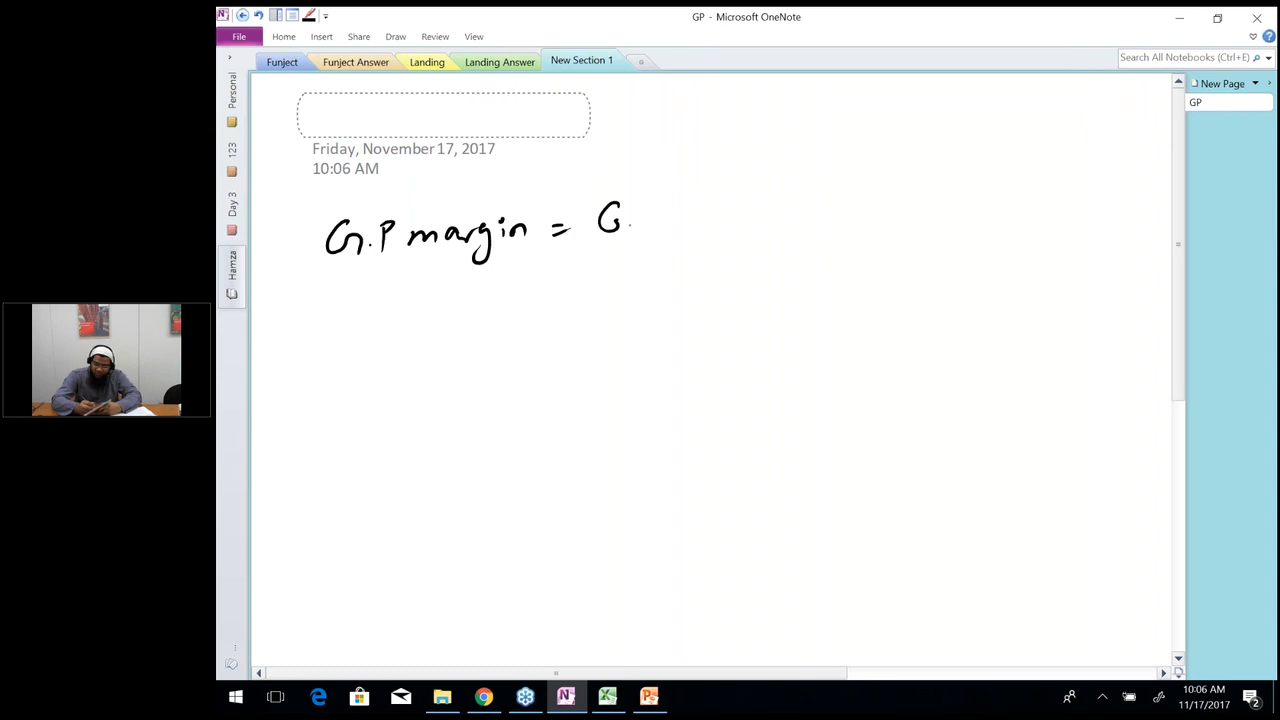 GP - Microsoft OneNote
File Home Insert Share Draw Review View
Funject Funject Answer Landing Landing Answer New Section 1
Search All Notebooks (Ctrl+E)
New Page
GP
Personal
123
Day 3
Hamza
Friday, November 17, 2017
10:06 AM
G.P margin = G.
10:06 AM
11/17/2017
2